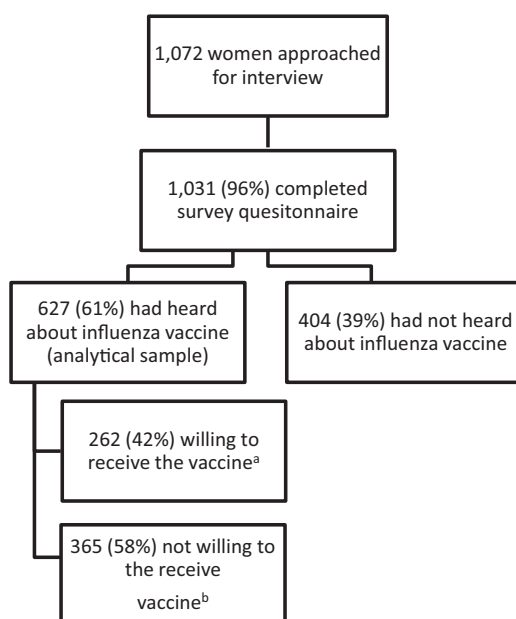 1,072 women approached
for interview
1,031 (96%) completed
survey quesitonnaire
627 (61%) had heard
about influenza vaccine
(analytical sample)
404 (39%) had not heard
about influenza vaccine
262 (42%) willing to
receive the vaccineᵃ
365 (58%) not willing to
the receive
vaccineᵇ